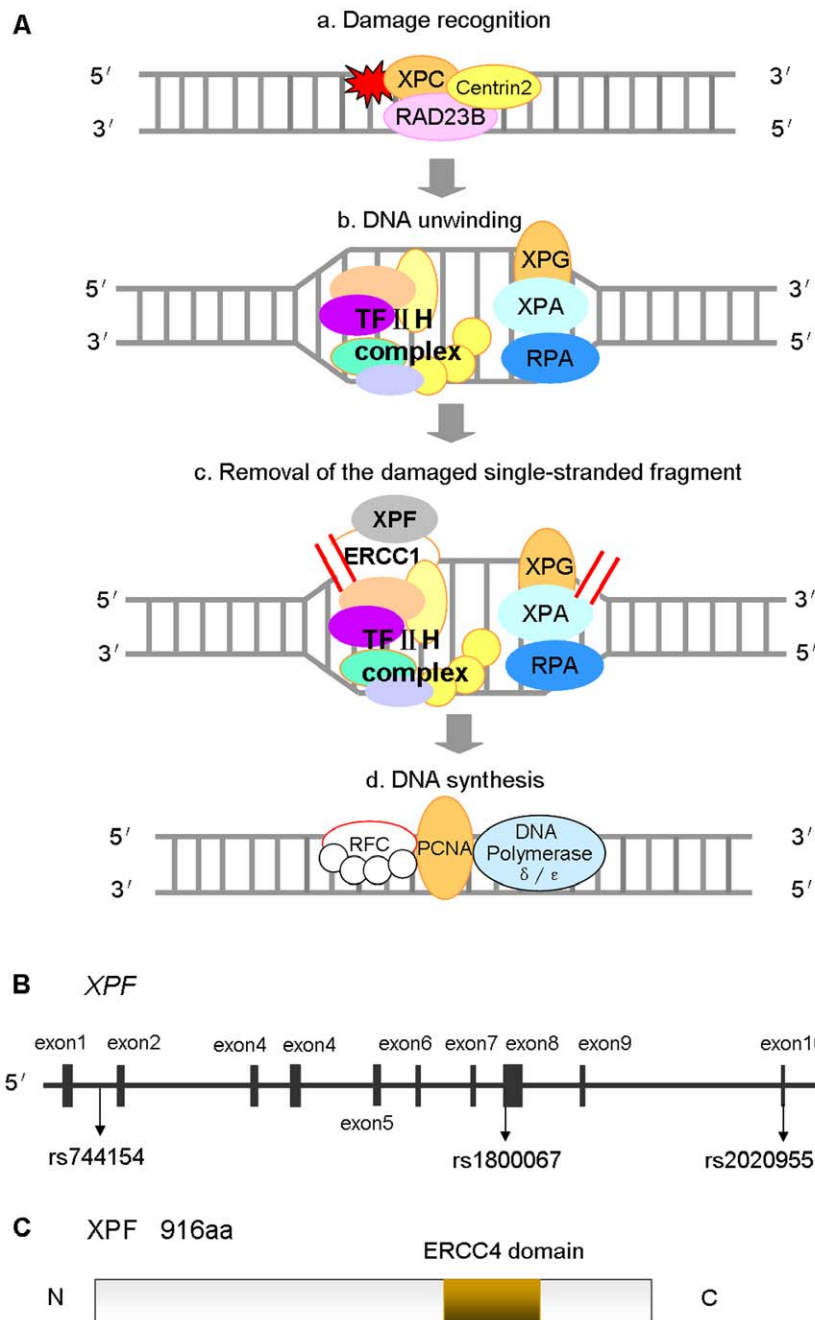 A
a. Damage recognition
5′ 3′
XPC
Centrin2
RAD23B
3′ 5′
b. DNA unwinding
XPG
5′ 3′
XPA
TFⅡH
complex
3′ 5′
RPA
c. Removal of the damaged single-stranded fragment
XPF
ERCC1
XPG
5′ 3′
XPA
TFⅡH
complex
3′ 5′
RPA
d. DNA synthesis
5′ 3′
RFC
PCNA
DNA
Polymerase
δ / ε
3′ 5′
B XPF
exon1 exon2 exon4 exon4 exon6 exon7 exon8 exon9 exon10
5′
exon5
rs744154 rs1800067 rs2020955
C XPF 916aa
ERCC4 domain
N C